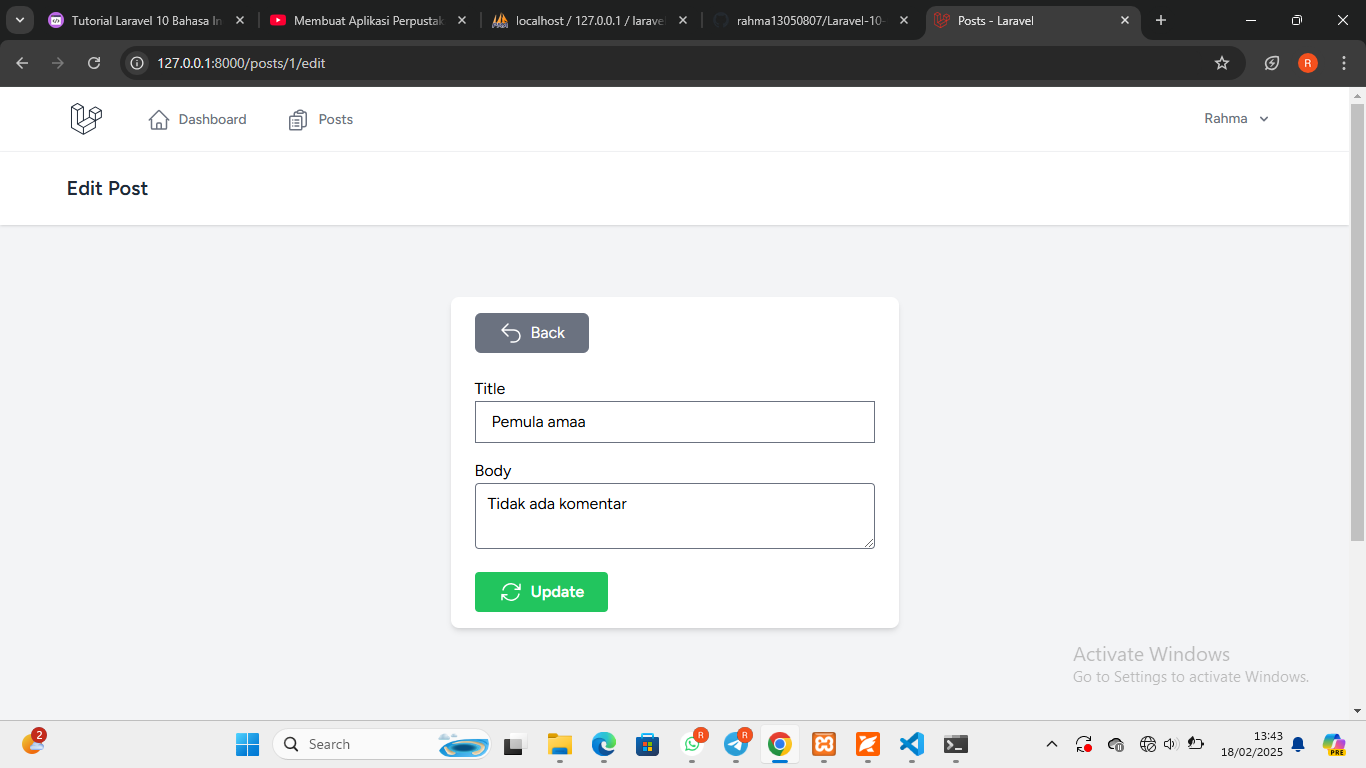 Tutorial Laravel 10 Bahasa In
Membuat Aplikasi Perpustak
localhost / 127.0.0.1 / larave
rahma13050807/Laravel-10-
Posts - Laravel
127.0.0.1:8000/posts/1/edit
R
Dashboard
Posts
Rahma
Edit Post
Back
Title
Pemula amaa
Body
Tidak ada komentar
Update
Activate Windows
Go to Settings to activate Windows.
2
Search
R
R
13:43
18/02/2025
PRE